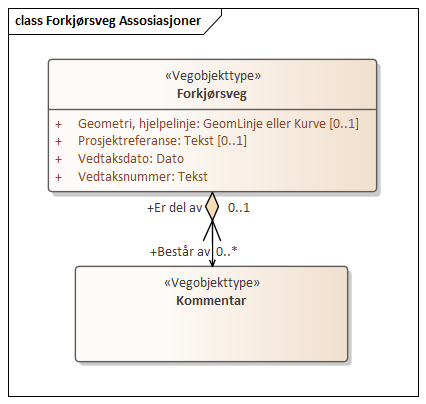 class Forkjørsveg Assosiasjoner
«Vegobjekttype»
Forkjørsveg
+ Geometri, hjelpelinje: GeomLinje eller Kurve [0..1]
+ Prosjektreferanse: Tekst [0..1]
+ Vedtaksdato: Dato
+ Vedtaksnummer: Tekst
+Er del av 0..1
+Består av 0..*
«Vegobjekttype»
Kommentar